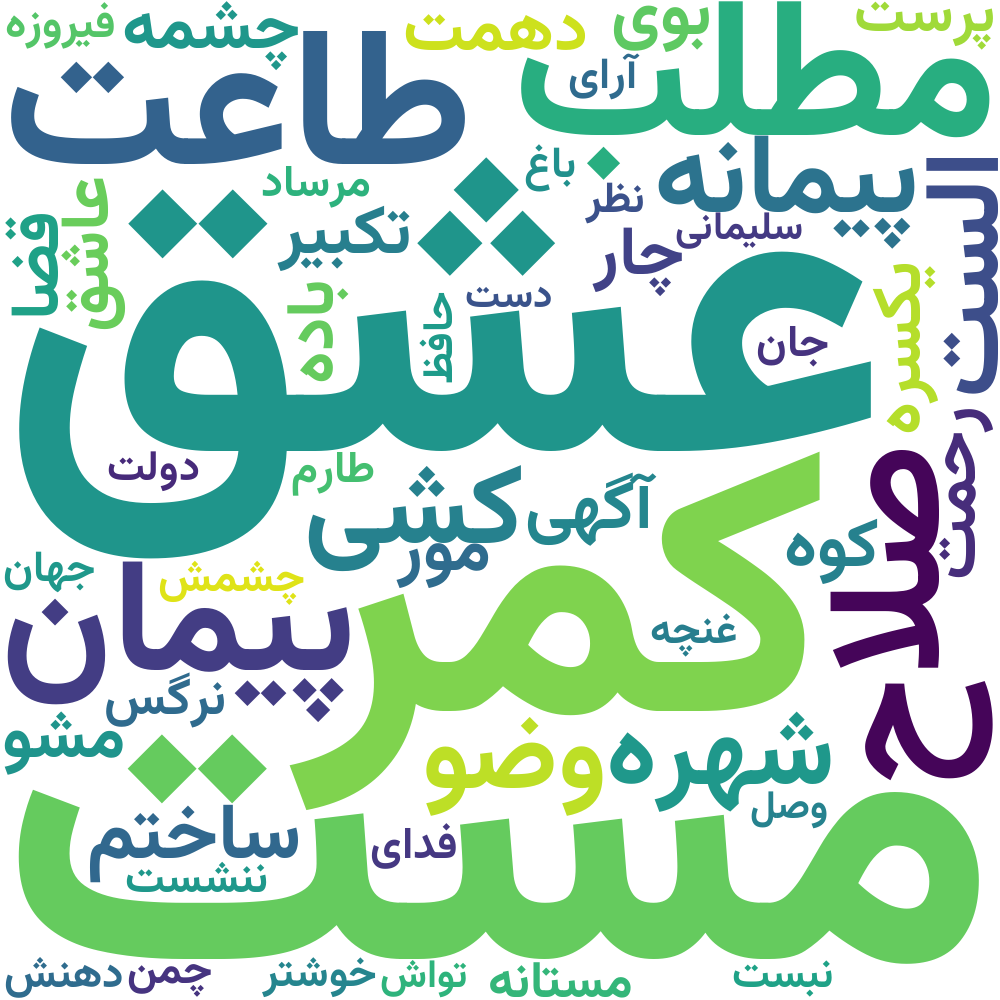 فیروزه
چشمه
دهمت
بوی
پرست
طاعت
آرای
مطلب
باغ
پیمانه
الست
مرساد
عاشق
قضا
تکبیر
نظر
سلیمانی
چار
عشق
باده
حافظ
دست
جان
یکسره
رحمت
دولت
طارم
کشی
آگهی
مور
کوه
صلاح
جهان
چشمش
پیمان
کمر
غنچه
نرگس
مشو
وضو
شهره
وصل
مست
ساختم
فدای
ننشست
دهنش
چمن
خوشتر
تواش
مستانه
نبست